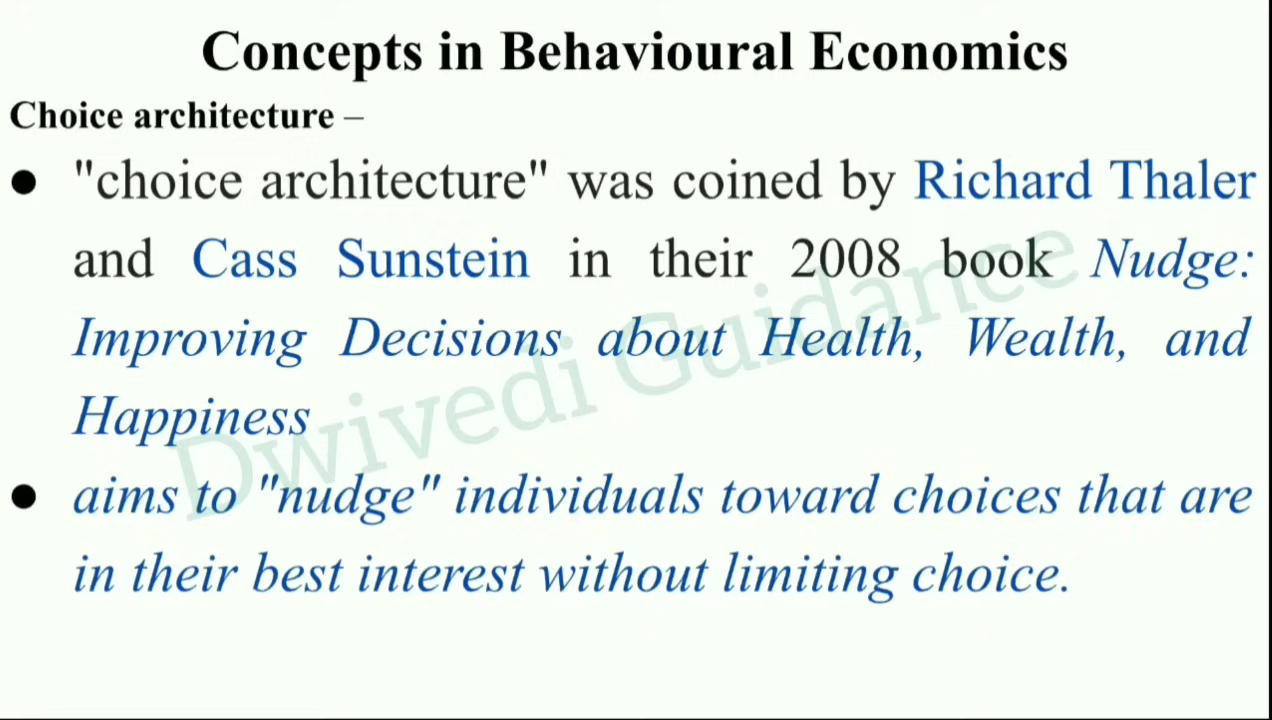 Concepts in Behavioural Economics
Choice architecture –
● "choice architecture" was coined by Richard Thaler
and Cass Sunstein in their 2008 book Nudge:
Improving Decisions about Health, Wealth, and
Happiness
● aims to "nudge" individuals toward choices that are
in their best interest without limiting choice.
Dwivedi Guidance